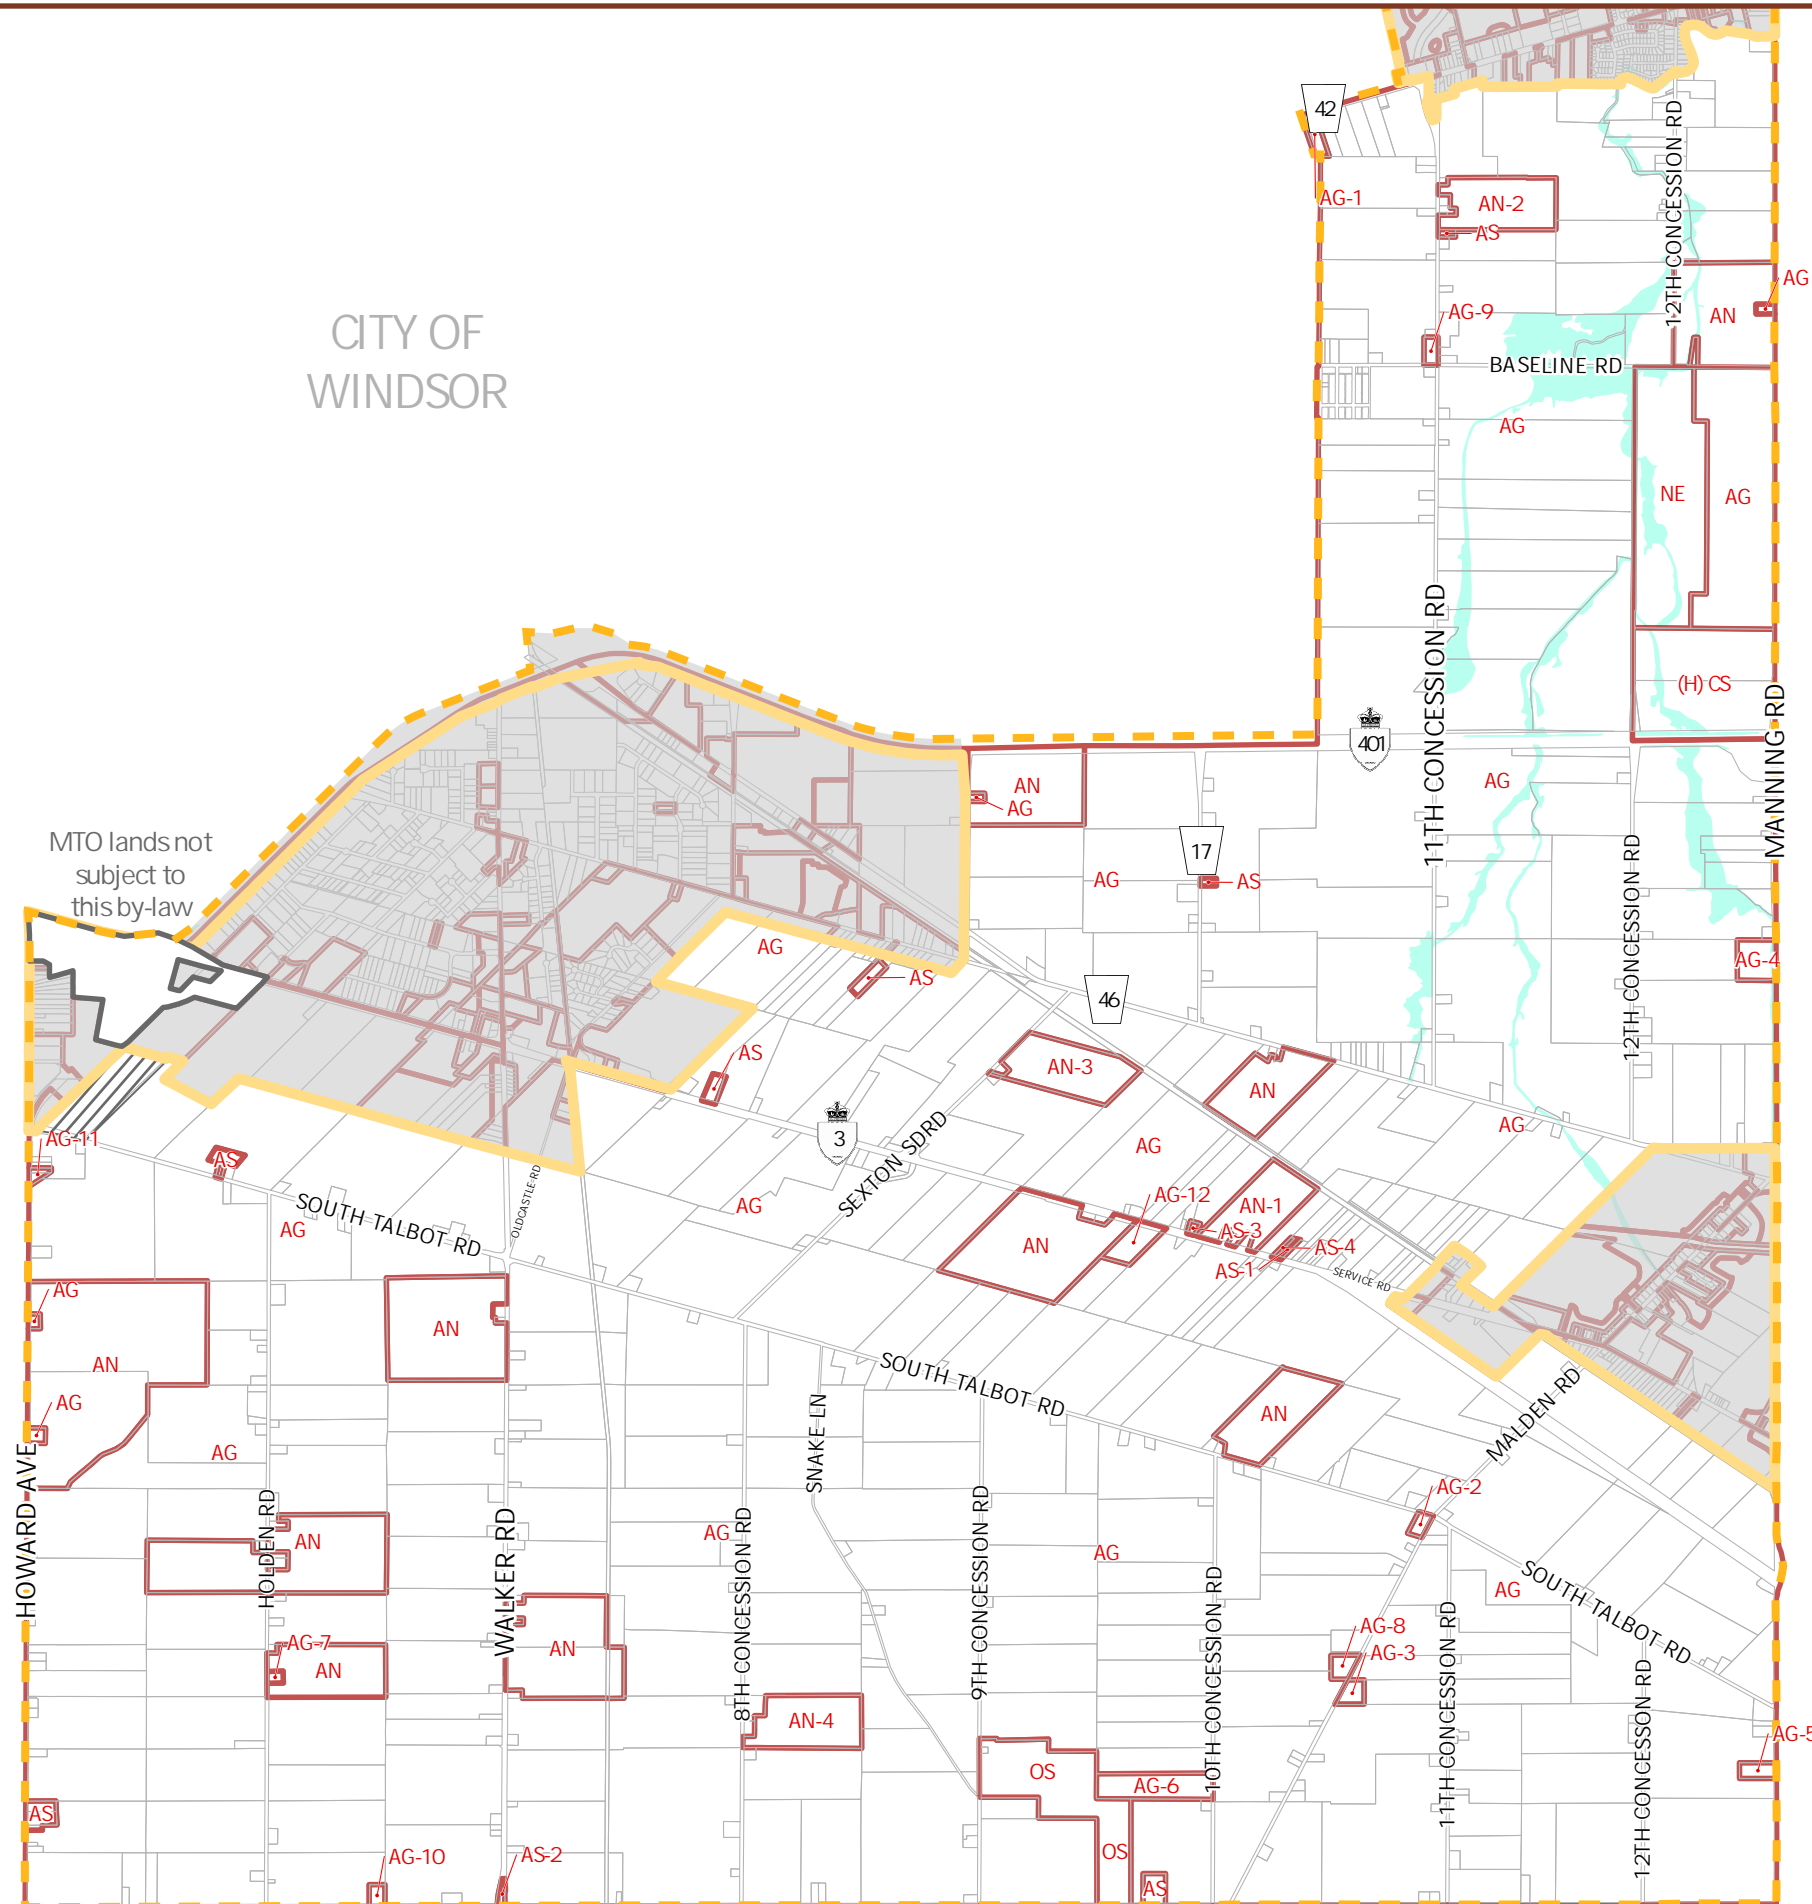 42
12TH CONCESSION RD
AG-1
AN-2
AS
AG
AG-9
AN
CITY OF
WINDSOR
BASELINE RD
AG
NE
AG
11TH CONCESSION RD
(H) CS
MANNING RD
401
AN
AG
AG
MTO lands not
subject to
this by-law
17
AG
AS
12TH CONCESSION RD
AG
AS
AG-4
46
AS
AN-3
AN
3
SEXTON SDRD
AG
AG
AG-11
AS
OLDCASTLE RD
SOUTH TALBOT RD
AG
AG
AG-12
AN-1
AS-3
AN
AS-4
AS-1
SERVICE RD
AG
AN
AN
AG
SOUTH TALBOT RD
MALDEN RD
AN
SNAKE LN
HOWARD AVE
AG
AG-2
HOLDEN RD
AN
WALKER RD
AG
8TH CONCESSION RD
9TH CONCESSION RD
AG
10TH CONCESSION RD
SOUTH TALBOT RD
AG
AG-7
AN
AN
AG-8
AG-3
11TH CONCESSION RD
12TH CONCESSON RD
AN-4
AG-5
OS
AG-6
AS
AG-10
AS-2
OS
AS